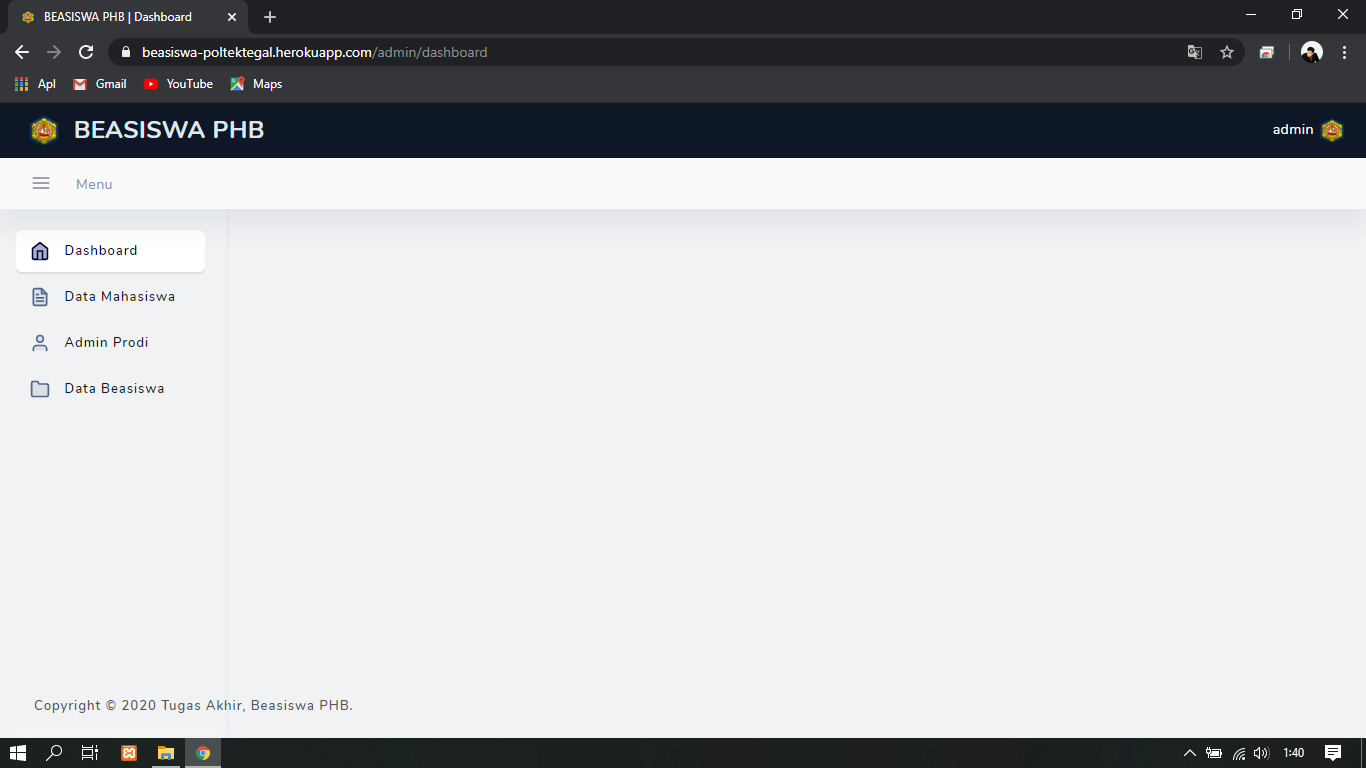 BEASISWA PHB | Dashboard
beasiswa-poltektegal.herokuapp.com/admin/dashboard
Apl Gmail YouTube Maps
BEASISWA PHB admin
Menu
Dashboard
Data Mahasiswa
Admin Prodi
Data Beasiswa
Copyright © 2020 Tugas Akhir, Beasiswa PHB.
1:40